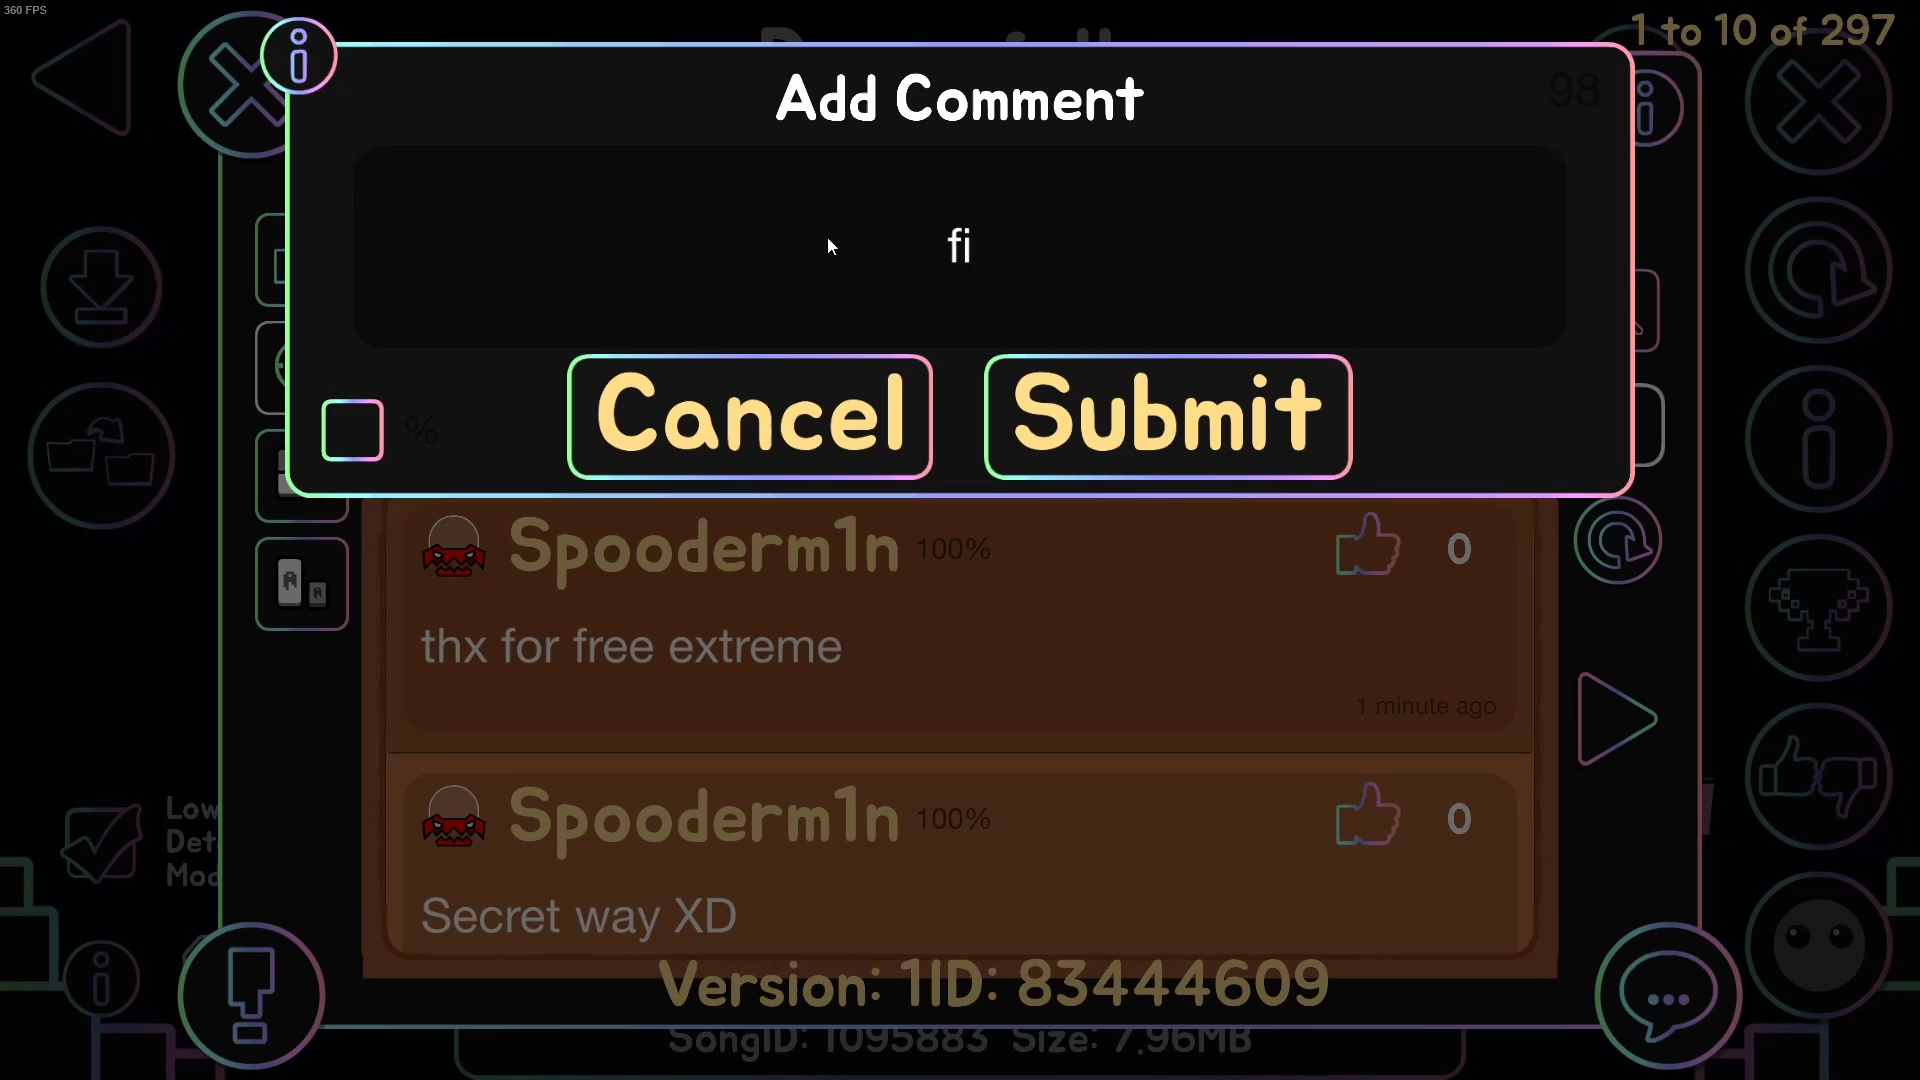 360 FPS
1 to 10 of 297
Add Comment
98
fi
%
Cancel
Submit
Spooderm1n 100% 0
thx for free extreme
1 minute ago
Spooderm1n 100% 0
Secret way XD
Low
Version: 1ID: 83444609
SongID: 1095883 Size: 7.96MB